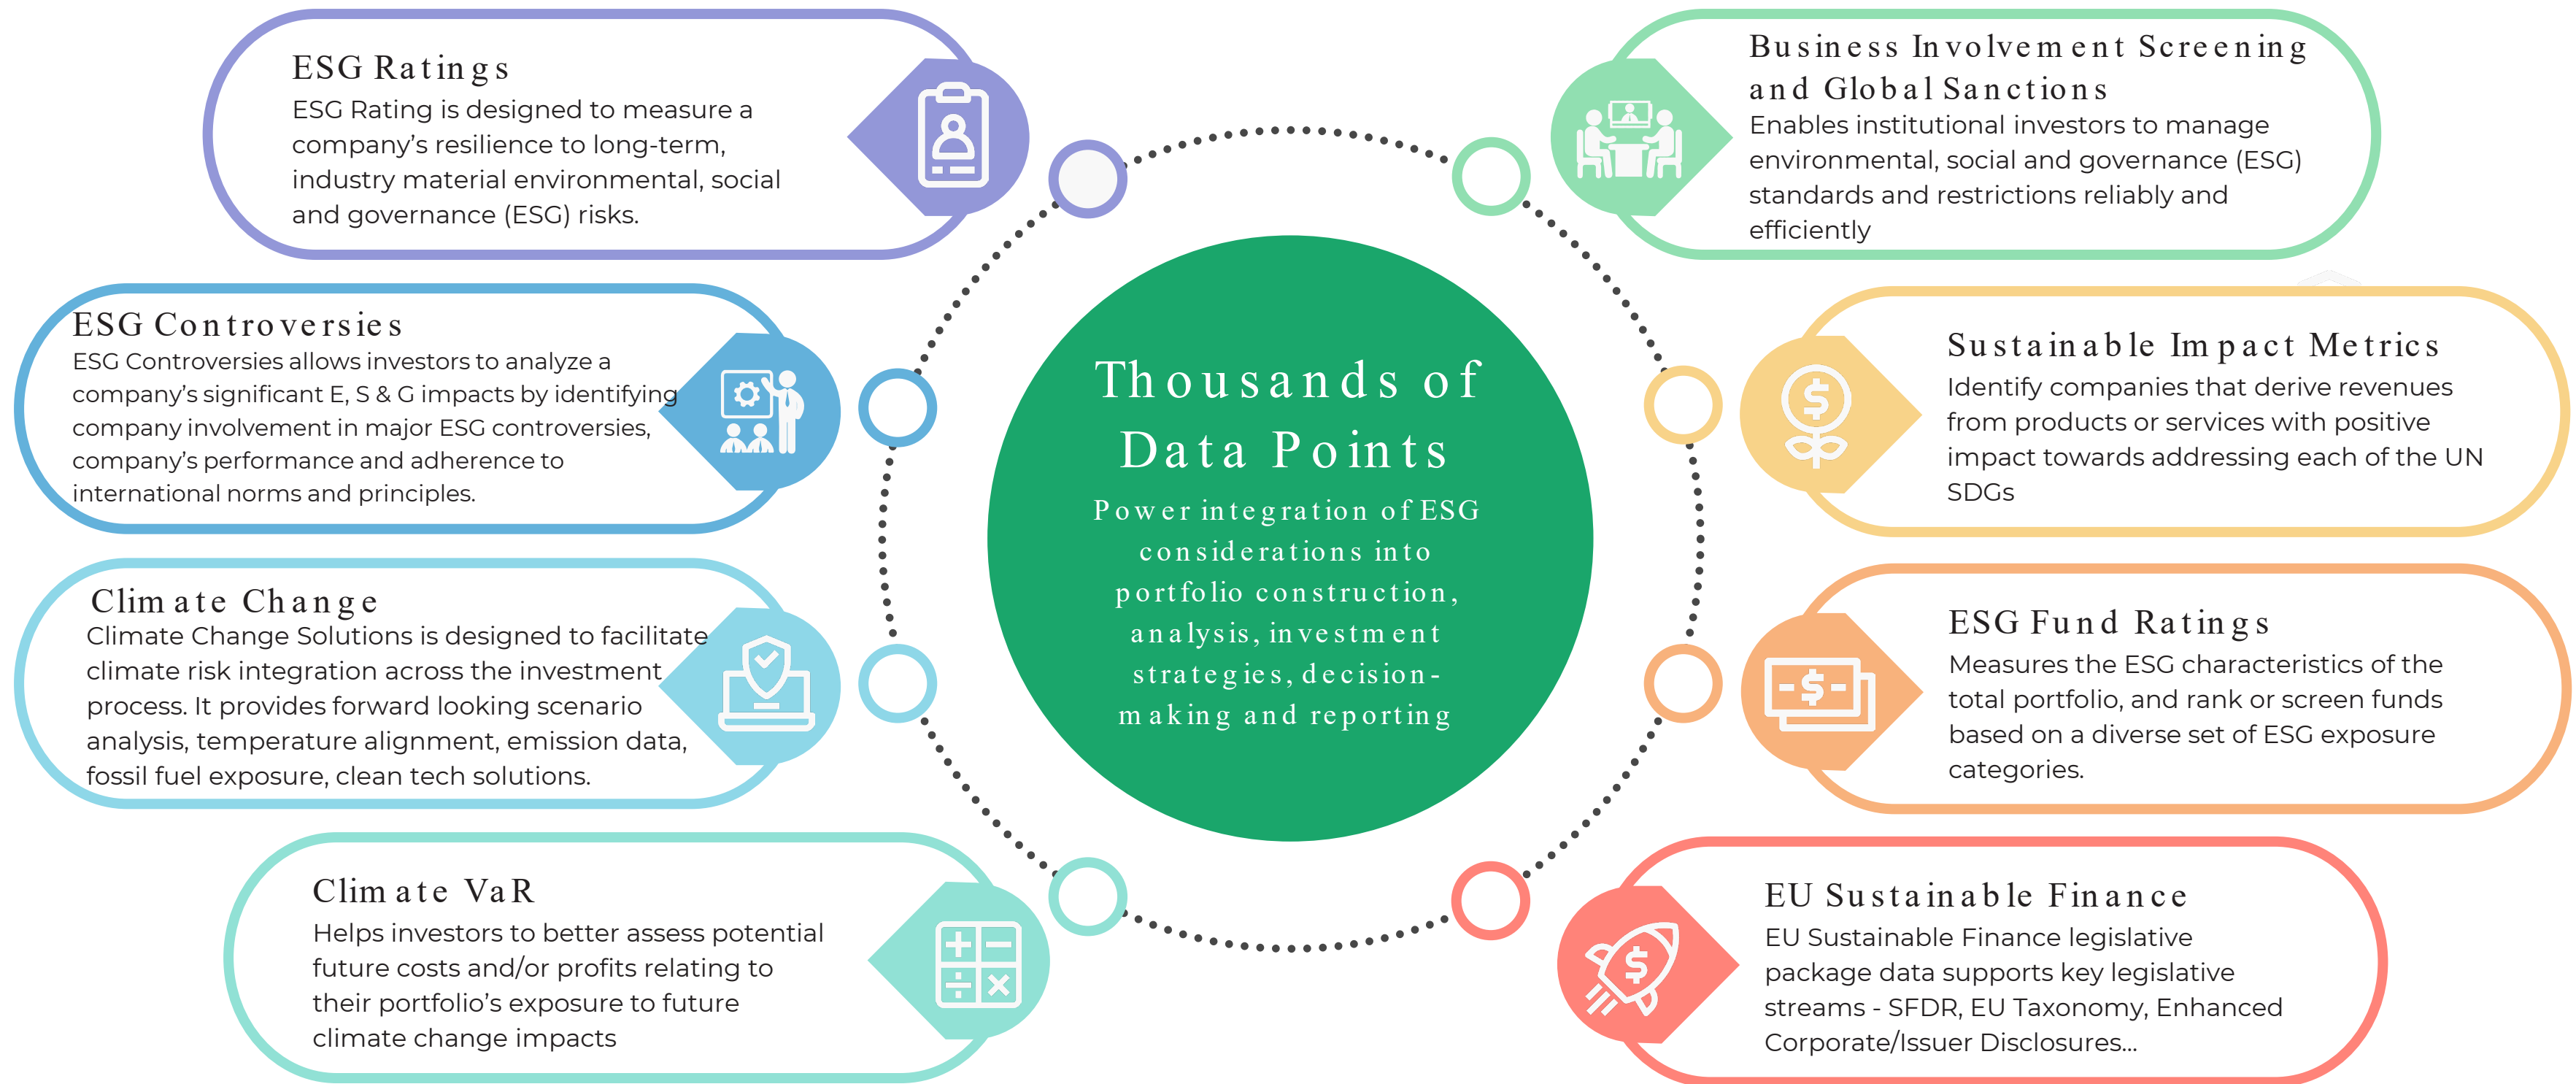 ESG Ratings
ESG Rating is designed to measure a
company's resilience to long-term,
industry material environmental, social
and governance (ESG) risks.
ESG Controversies
ESG Controversies allows investors to analyze a
company's significant E, S & G impacts by identifying
company involvement in major ESG controversies,
company's performance and adherence to
international norms and principles.
Climate Change
Climate Change Solutions is designed to facilitate
climate risk integration across the investment
process. It provides forward looking scenario
analysis, temperature alignment, emission data,
fossil fuel exposure, clean tech solutions.
Climate VaR
Helps investors to better assess potential
future costs and/or profits relating to
their portfolio's exposure to future
climate change impacts
Thousands of
Data Points
Power integration of ESG
considerations into
portfolio construction,
analysis, investment
strategies, decision-
making and reporting
Business Involvement Screening
and Global Sanctions
Enables institutional investors to manage
environmental, social and governance (ESG)
standards and restrictions reliably and
efficiently
Sustainable Impact Metrics
Identify companies that derive revenues
from products or services with positive
impact towards addressing each of the UN
SDGs
ESG Fund Ratings
Measures the ESG characteristics of the
total portfolio, and rank or screen funds
based on a diverse set of ESG exposure
categories.
EU Sustainable Finance
EU Sustainable Finance legislative
package data supports key legislative
streams - SFDR, EU Taxonomy, Enhanced
Corporate/Issuer Disclosures...